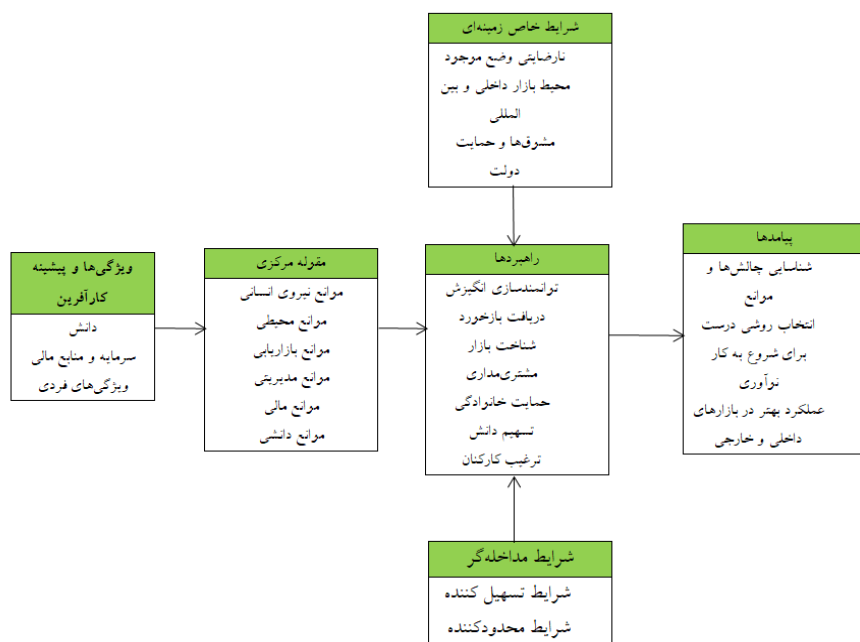 شرایط خاص زمینه‌ای
نارضایتی وضع موجود
محیط بازار داخلی و بین
المللی
مشوق‌ها و حمایت
دولت
ویژگی‌ها و پیشینه
کارآفرین
دانش
سرمایه و منابع مالی
ویژگی‌های فردی
مقوله مرکزی
موانع نیروی انسانی
موانع محیطی
موانع بازاریابی
موانع مدیریتی
موانع مالی
موانع دانشی
راهبردها
توانمندسازی انگیزش
دریافت بازخورد
شناخت بازار
مشتری‌مداری
حمایت خانوادگی
تسهیم دانش
ترغیب کارکنان
پیامدها
شناسایی چالش‌ها و
موانع
انتخاب روشی درست
برای شروع به کار
نوآوری
عملکرد بهتر در بازارهای
داخلی و خارجی
شرایط مداخله‌گر
شرایط تسهیل کننده
شرایط محدودکننده